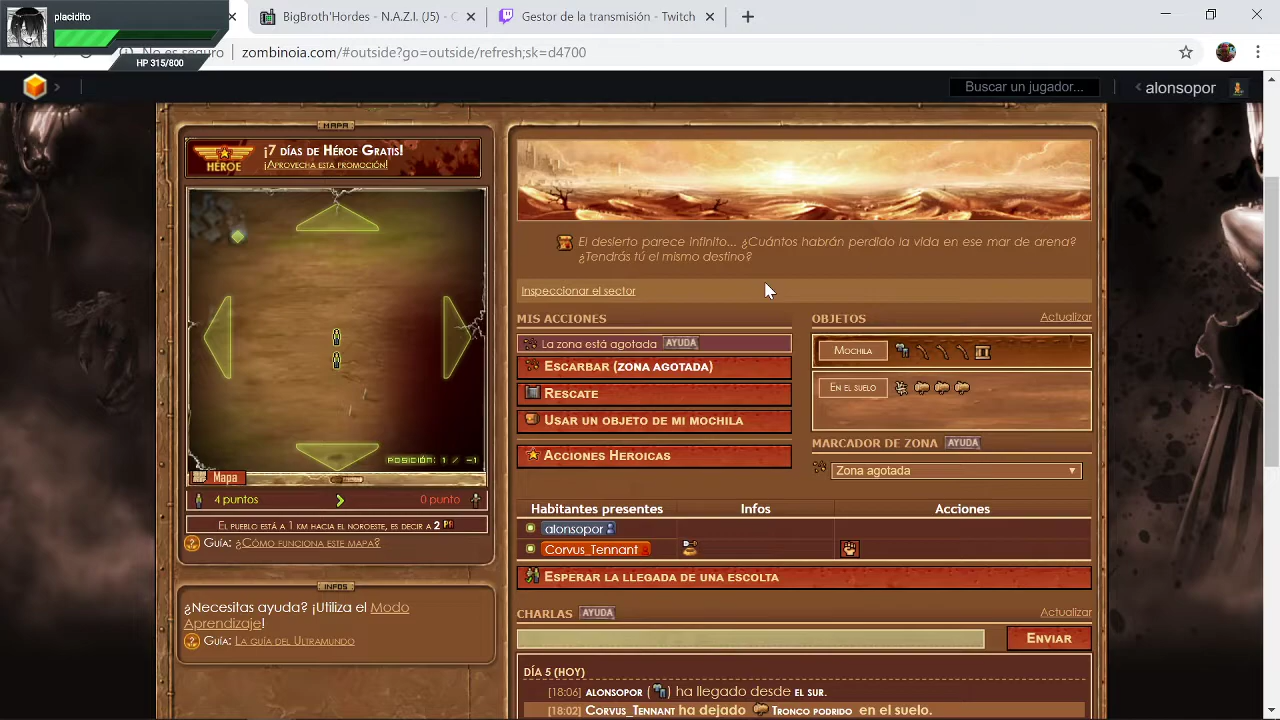 placidito
HP 315/800
BigBroth'Hordes - N.A.Z.I. (J5) - C
Gestor de la transmisión - Twitch
No es seguro
zombinoia.com/#outside?go=outside/refresh;sk=d4700
Buscar un jugador...
alonsopor
MAPA
HÉROE
¡7 DÍAS DE HÉROE GRATIS!
¡APROVECHA ESTA PROMOCIÓN!
POSICIÓN: 1 / -1
Mapa
4 puntos
0 punto
EL PUEBLO ESTÁ A 1 KM HACIA EL NOROESTE, ES DECIR A 2
GUÍA: ¿CÓMO FUNCIONA ESTE MAPA?
INFOS
¿Necesitas ayuda? ¡Utiliza el Modo
Aprendizaje!
GUÍA: LA GUÍA DEL ULTRAMUNDO
El desierto parece infinito... ¿Cuántos habrán perdido la vida en ese mar de arena?
¿Tendrás tú el mismo destino?
Inspeccionar el sector
MIS ACCIONES
La zona está agotada AYUDA
ESCARBAR (ZONA AGOTADA)
RESCATE
USAR UN OBJETO DE MI MOCHILA
ACCIONES HEROICAS
OBJETOS
Actualizar
MOCHILA
EN EL SUELO
MARCADOR DE ZONA AYUDA
Zona agotada
Habitantes presentes Infos Acciones
alonsopor
Corvus_Tennant
ESPERAR LA LLEGADA DE UNA ESCOLTA
CHARLAS AYUDA
Actualizar
ENVIAR
DÍA 5 (HOY)
[18:06] ALONSOPOR ( ) ha llegado desde EL SUR.
[18:02] CORVUS_TENNANT ha dejado TRONCO PODRIDO en el suelo.